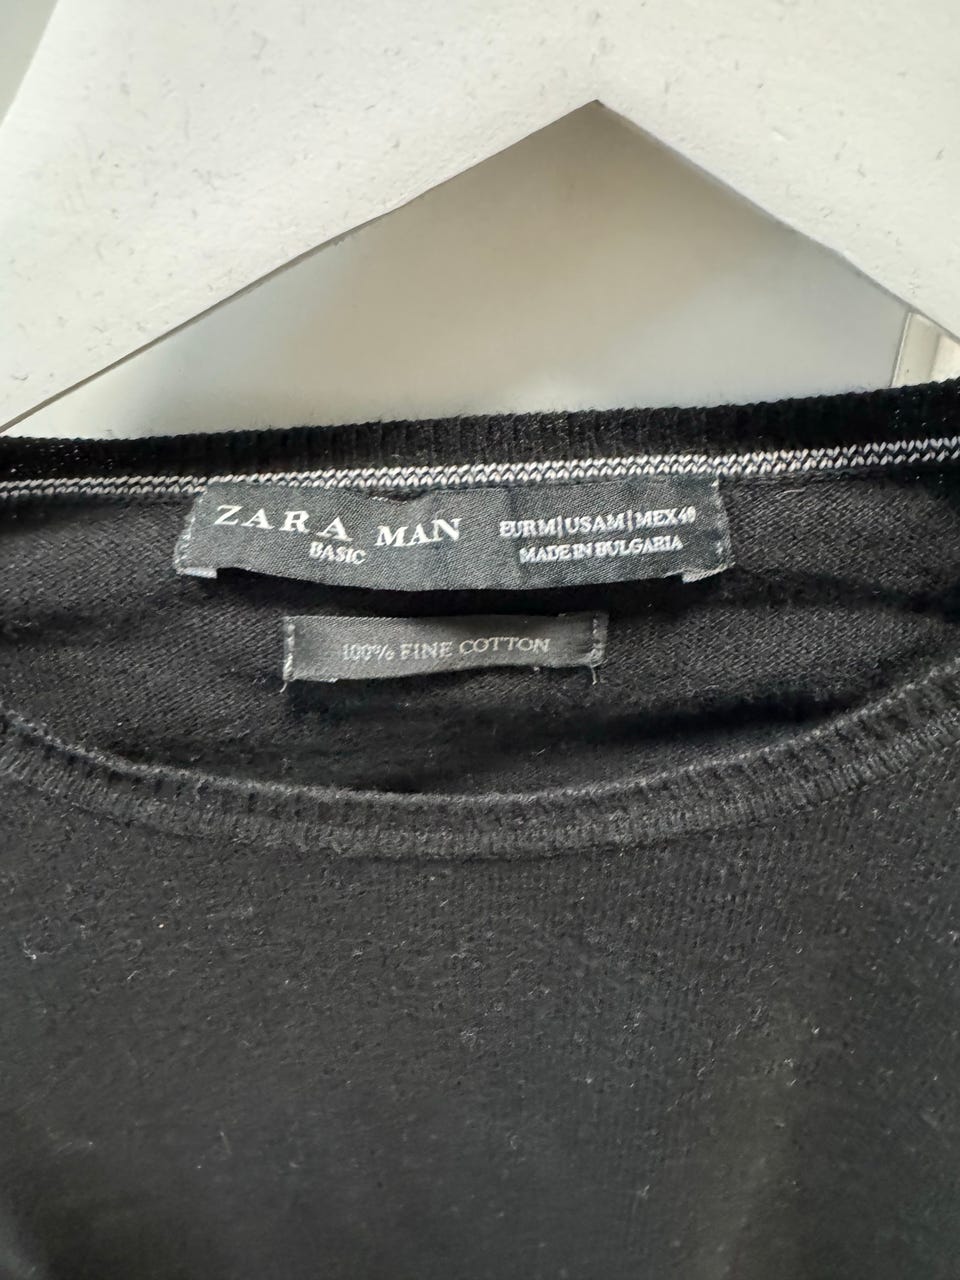 ZARA MAN
BASIC
EUR M | USA M | MEX 40
MADE IN BULGARIA
100% FINE COTTON